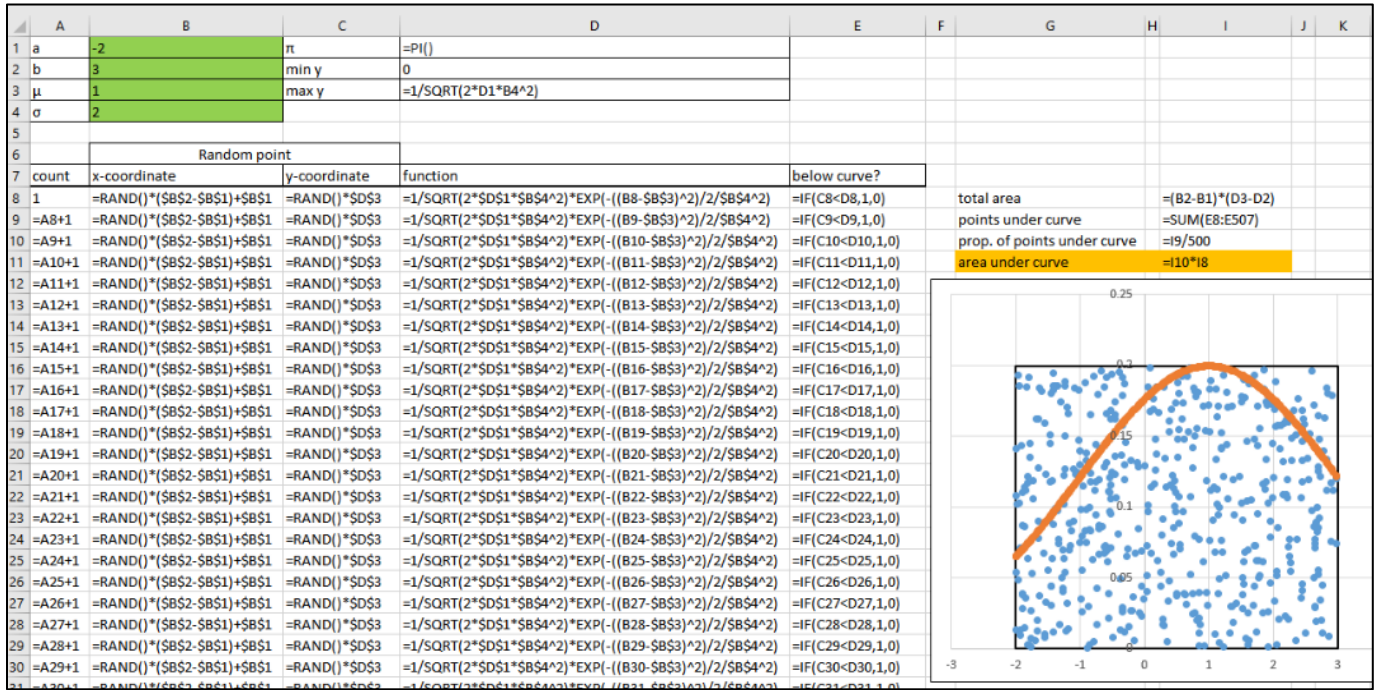 A B C D E F G H I J K
1 a -2 π =PI()
2 b 3 min y 0
3 μ 1 max y =1/SQRT(2*D1*B4^2)
4 σ 2
5
6 Random point
7 count x-coordinate y-coordinate function below curve?
8 1 =RAND()*($B$2-$B$1)+$B$1 =RAND()*$D$3 =1/SQRT(2*$D$1*$B$4^2)*EXP(-((B8-$B$3)^2)/2/$B$4^2) =IF(C8<D8,1,0) total area =(B2-B1)*(D3-D2)
9 =A8+1 =RAND()*($B$2-$B$1)+$B$1 =RAND()*$D$3 =1/SQRT(2*$D$1*$B$4^2)*EXP(-((B9-$B$3)^2)/2/$B$4^2) =IF(C9<D9,1,0) points under curve =SUM(E8:E507)
10 =A9+1 =RAND()*($B$2-$B$1)+$B$1 =RAND()*$D$3 =1/SQRT(2*$D$1*$B$4^2)*EXP(-((B10-$B$3)^2)/2/$B$4^2) =IF(C10<D10,1,0) prop. of points under curve =I9/500
11 =A10+1 =RAND()*($B$2-$B$1)+$B$1 =RAND()*$D$3 =1/SQRT(2*$D$1*$B$4^2)*EXP(-((B11-$B$3)^2)/2/$B$4^2) =IF(C11<D11,1,0) area under curve =I10*I8
12 =A11+1 =RAND()*($B$2-$B$1)+$B$1 =RAND()*$D$3 =1/SQRT(2*$D$1*$B$4^2)*EXP(-((B12-$B$3)^2)/2/$B$4^2) =IF(C12<D12,1,0)
13 =A12+1 =RAND()*($B$2-$B$1)+$B$1 =RAND()*$D$3 =1/SQRT(2*$D$1*$B$4^2)*EXP(-((B13-$B$3)^2)/2/$B$4^2) =IF(C13<D13,1,0)
14 =A13+1 =RAND()*($B$2-$B$1)+$B$1 =RAND()*$D$3 =1/SQRT(2*$D$1*$B$4^2)*EXP(-((B14-$B$3)^2)/2/$B$4^2) =IF(C14<D14,1,0)
15 =A14+1 =RAND()*($B$2-$B$1)+$B$1 =RAND()*$D$3 =1/SQRT(2*$D$1*$B$4^2)*EXP(-((B15-$B$3)^2)/2/$B$4^2) =IF(C15<D15,1,0)
16 =A15+1 =RAND()*($B$2-$B$1)+$B$1 =RAND()*$D$3 =1/SQRT(2*$D$1*$B$4^2)*EXP(-((B16-$B$3)^2)/2/$B$4^2) =IF(C16<D16,1,0)
17 =A16+1 =RAND()*($B$2-$B$1)+$B$1 =RAND()*$D$3 =1/SQRT(2*$D$1*$B$4^2)*EXP(-((B17-$B$3)^2)/2/$B$4^2) =IF(C17<D17,1,0)
18 =A17+1 =RAND()*($B$2-$B$1)+$B$1 =RAND()*$D$3 =1/SQRT(2*$D$1*$B$4^2)*EXP(-((B18-$B$3)^2)/2/$B$4^2) =IF(C18<D18,1,0)
19 =A18+1 =RAND()*($B$2-$B$1)+$B$1 =RAND()*$D$3 =1/SQRT(2*$D$1*$B$4^2)*EXP(-((B19-$B$3)^2)/2/$B$4^2) =IF(C19<D19,1,0)
20 =A19+1 =RAND()*($B$2-$B$1)+$B$1 =RAND()*$D$3 =1/SQRT(2*$D$1*$B$4^2)*EXP(-((B20-$B$3)^2)/2/$B$4^2) =IF(C20<D20,1,0)
21 =A20+1 =RAND()*($B$2-$B$1)+$B$1 =RAND()*$D$3 =1/SQRT(2*$D$1*$B$4^2)*EXP(-((B21-$B$3)^2)/2/$B$4^2) =IF(C21<D21,1,0)
22 =A21+1 =RAND()*($B$2-$B$1)+$B$1 =RAND()*$D$3 =1/SQRT(2*$D$1*$B$4^2)*EXP(-((B22-$B$3)^2)/2/$B$4^2) =IF(C22<D22,1,0)
23 =A22+1 =RAND()*($B$2-$B$1)+$B$1 =RAND()*$D$3 =1/SQRT(2*$D$1*$B$4^2)*EXP(-((B23-$B$3)^2)/2/$B$4^2) =IF(C23<D23,1,0)
24 =A23+1 =RAND()*($B$2-$B$1)+$B$1 =RAND()*$D$3 =1/SQRT(2*$D$1*$B$4^2)*EXP(-((B24-$B$3)^2)/2/$B$4^2) =IF(C24<D24,1,0)
25 =A24+1 =RAND()*($B$2-$B$1)+$B$1 =RAND()*$D$3 =1/SQRT(2*$D$1*$B$4^2)*EXP(-((B25-$B$3)^2)/2/$B$4^2) =IF(C25<D25,1,0)
26 =A25+1 =RAND()*($B$2-$B$1)+$B$1 =RAND()*$D$3 =1/SQRT(2*$D$1*$B$4^2)*EXP(-((B26-$B$3)^2)/2/$B$4^2) =IF(C26<D26,1,0)
27 =A26+1 =RAND()*($B$2-$B$1)+$B$1 =RAND()*$D$3 =1/SQRT(2*$D$1*$B$4^2)*EXP(-((B27-$B$3)^2)/2/$B$4^2) =IF(C27<D27,1,0)
28 =A27+1 =RAND()*($B$2-$B$1)+$B$1 =RAND()*$D$3 =1/SQRT(2*$D$1*$B$4^2)*EXP(-((B28-$B$3)^2)/2/$B$4^2) =IF(C28<D28,1,0)
29 =A28+1 =RAND()*($B$2-$B$1)+$B$1 =RAND()*$D$3 =1/SQRT(2*$D$1*$B$4^2)*EXP(-((B29-$B$3)^2)/2/$B$4^2) =IF(C29<D29,1,0)
30 =A29+1 =RAND()*($B$2-$B$1)+$B$1 =RAND()*$D$3 =1/SQRT(2*$D$1*$B$4^2)*EXP(-((B30-$B$3)^2)/2/$B$4^2) =IF(C30<D30,1,0)
0.25
0.2
0.15
0.1
0.05
0
-3 -2 -1 0 1 2 3